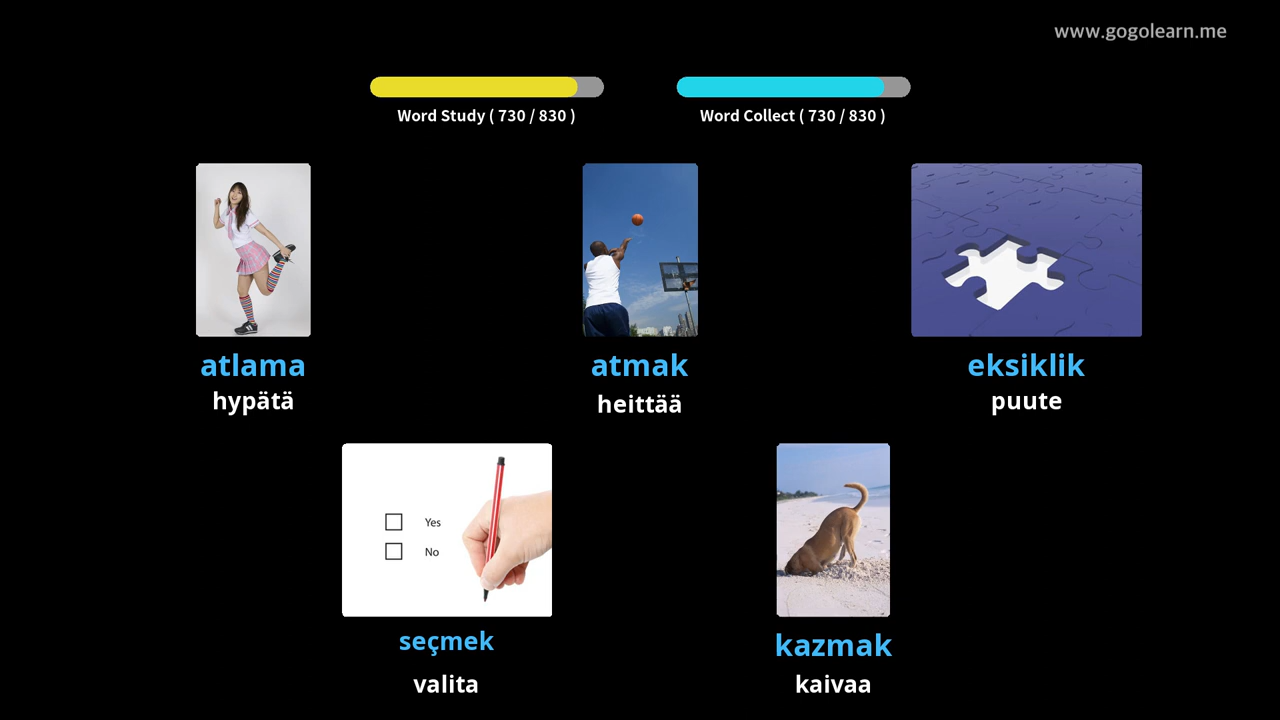 www.gogolearn.me
Word Study ( 730 / 830 )
Word Collect ( 730 / 830 )
atlama
hypätä
atmak
heittää
eksiklik
puute
Yes
No
seçmek
valita
kazmak
kaivaa